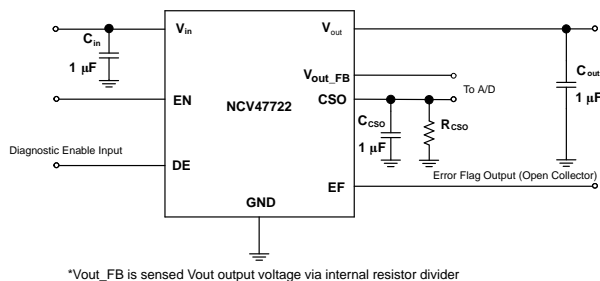 Vin
Cin
1 μF
EN
Diagnostic Enable Input
DE
NCV47722
GND
Vout
Vout_FB
To A/D
CSO
CCSO
1 μF
RCSO
Cout
1 μF
Error Flag Output (Open Collector)
EF
*Vout_FB is sensed Vout output voltage via internal resistor divider